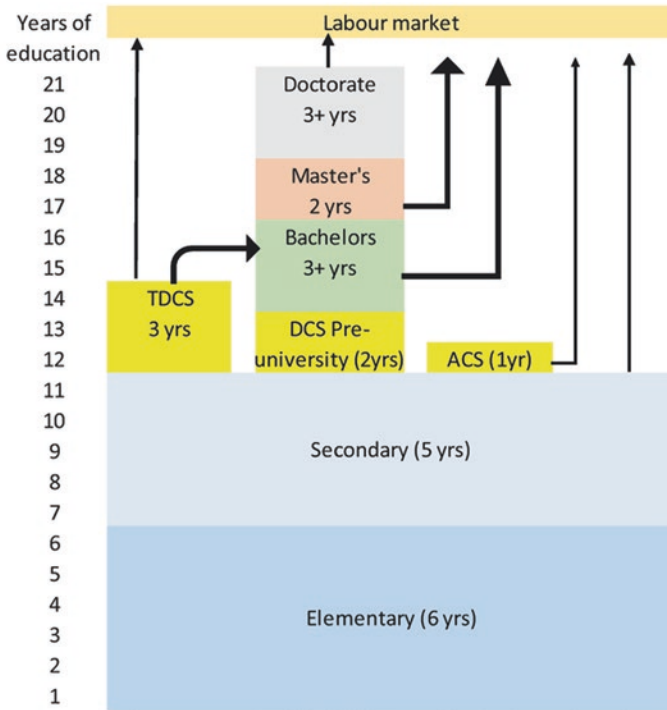 Years of
education
Labour market
21
20
19
18
17
16
15
14
13
12
11
10
9
8
7
6
5
4
3
2
1
Doctorate
3+ yrs
Master's
2 yrs
Bachelors
3+ yrs
TDCS
3 yrs
DCS Pre-
university (2yrs)
ACS (1yr)
Secondary (5 yrs)
Elementary (6 yrs)